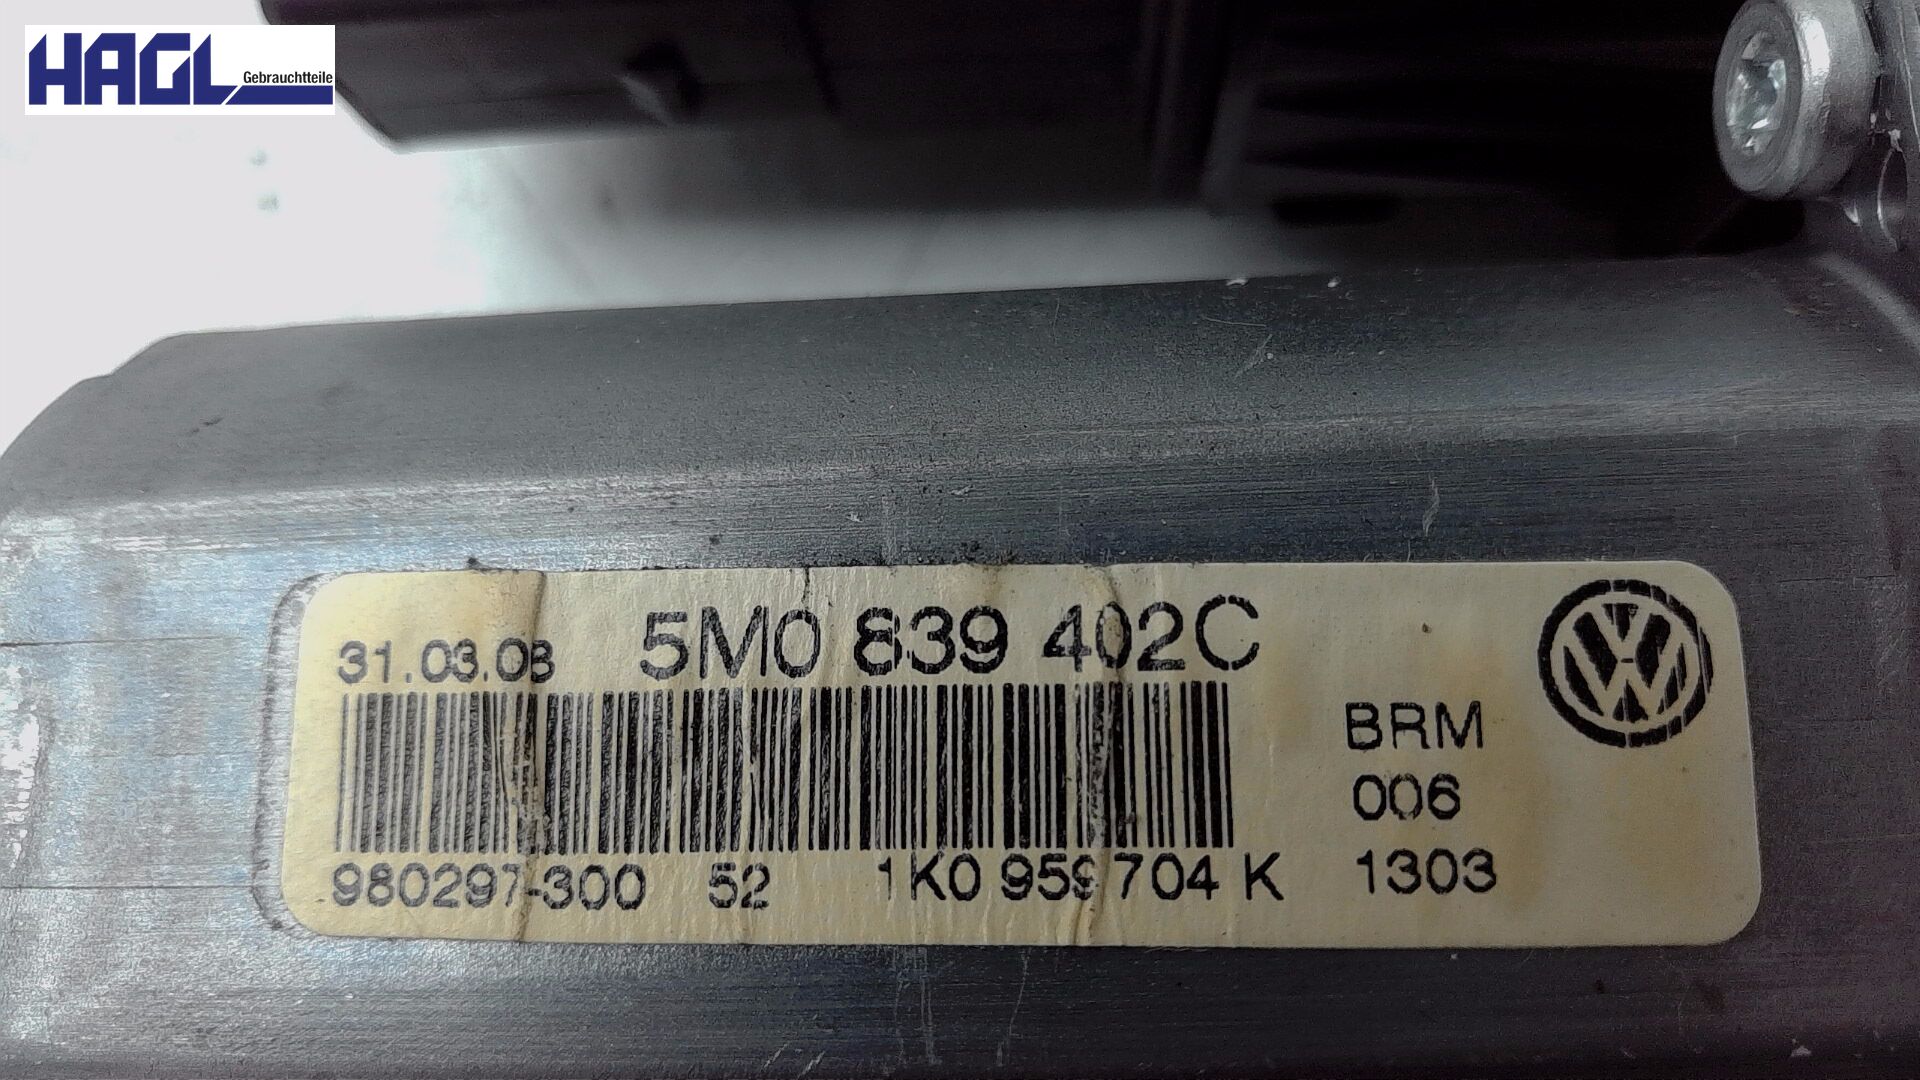 HAGL
Gebrauchtteile
31.03.08 5M0 839 402C
BRM
006
980297-300 52 1K0 959 704 K 1303